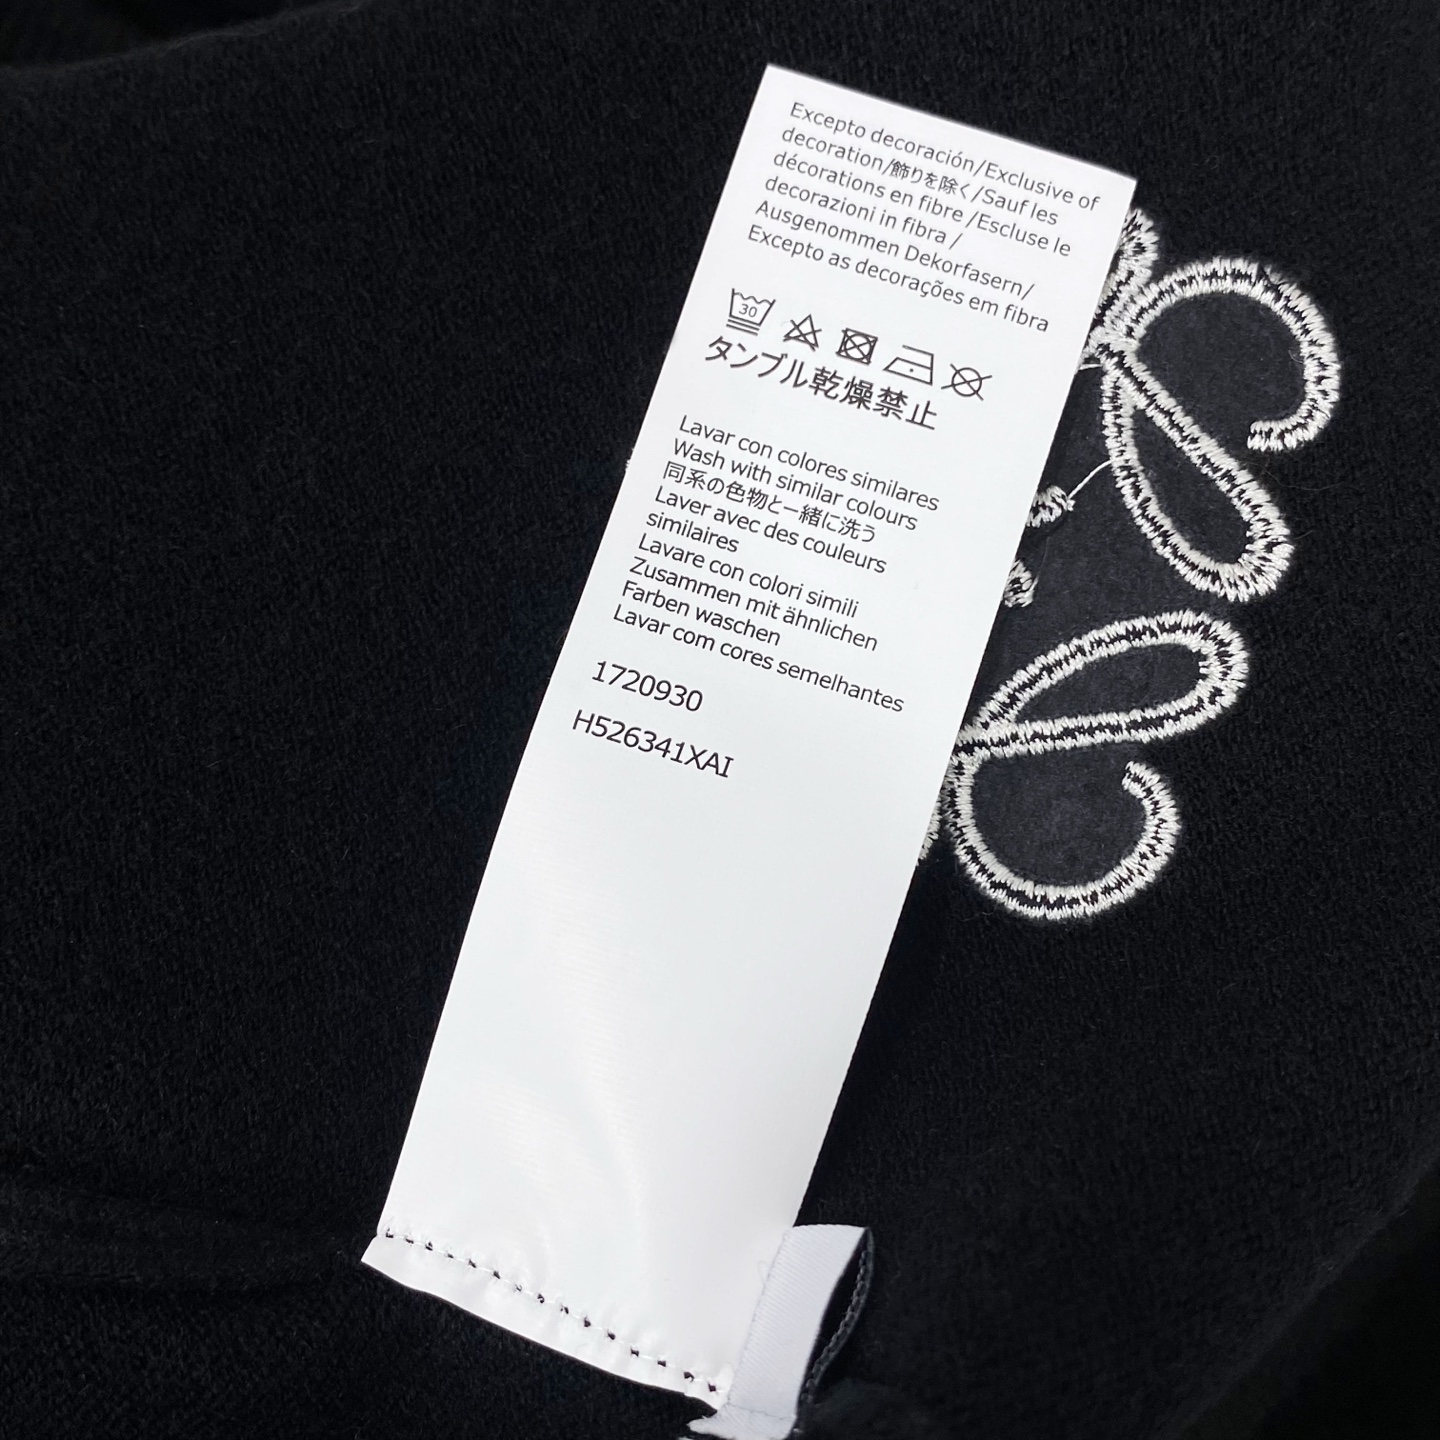 Excepto decoración/Exclusive of
decoration/飾りを除く/Sauf les
décorations en fibre /Escluse le
decorazioni in fibra /
Ausgenommen Dekorfasern/
Excepto as decorações em fibra
30
タンブル乾燥禁止
Lavar con colores similares
Wash with similar colours
同系の色物と一緒に洗う
Laver avec des couleurs
similaires
Lavare con colori simili
Zusammen mit ähnlichen
Farben waschen
Lavar com cores semelhantes
1720930
H526341XAI